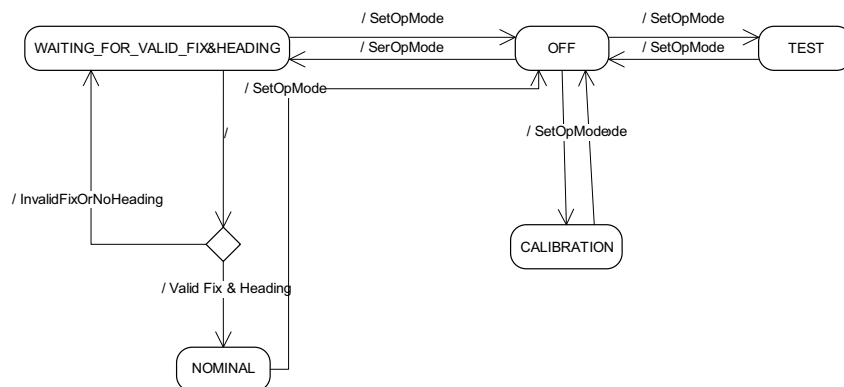 / SetOpMode
/ SetOpMode
WAITING_FOR_VALID_FIX&HEADING
/ SerOpMode
OFF
/ SetOpMode
TEST
/ SetOpMode
/
/ SetOpMode
/ InvalidFixOrNoHeading
CALIBRATION
/ Valid Fix & Heading
NOMINAL